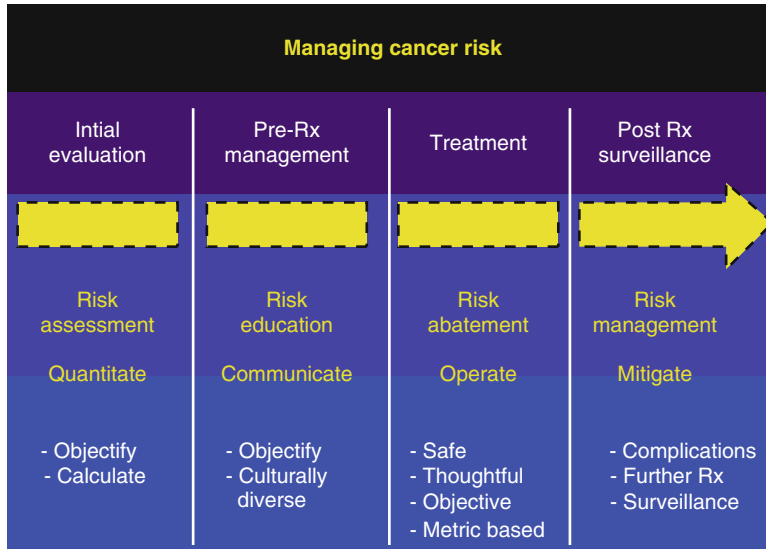 Managing cancer risk
Intial
evaluation
Pre-Rx
management
Treatment
Post Rx
surveillance
Risk
assessment
Risk
education
Risk
abatement
Risk
management
Quantitate
Communicate
Operate
Mitigate
- Objectify
- Calculate
- Objectify
- Culturally
diverse
- Safe
- Thoughtful
- Objective
- Metric based
- Complications
- Further Rx
- Surveillance